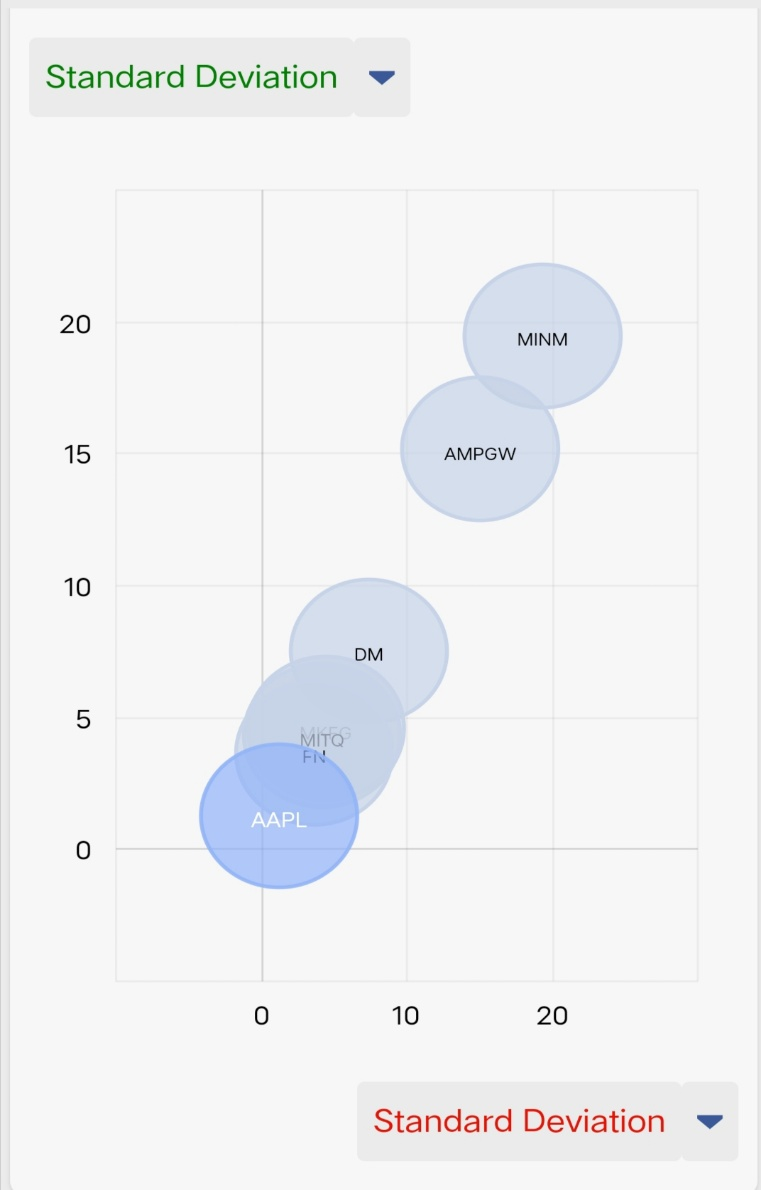 Standard Deviation
MINM
20
AMPGW
15
10
DM
5
MITQ
FN
AAPL
0
0 10 20
Standard Deviation